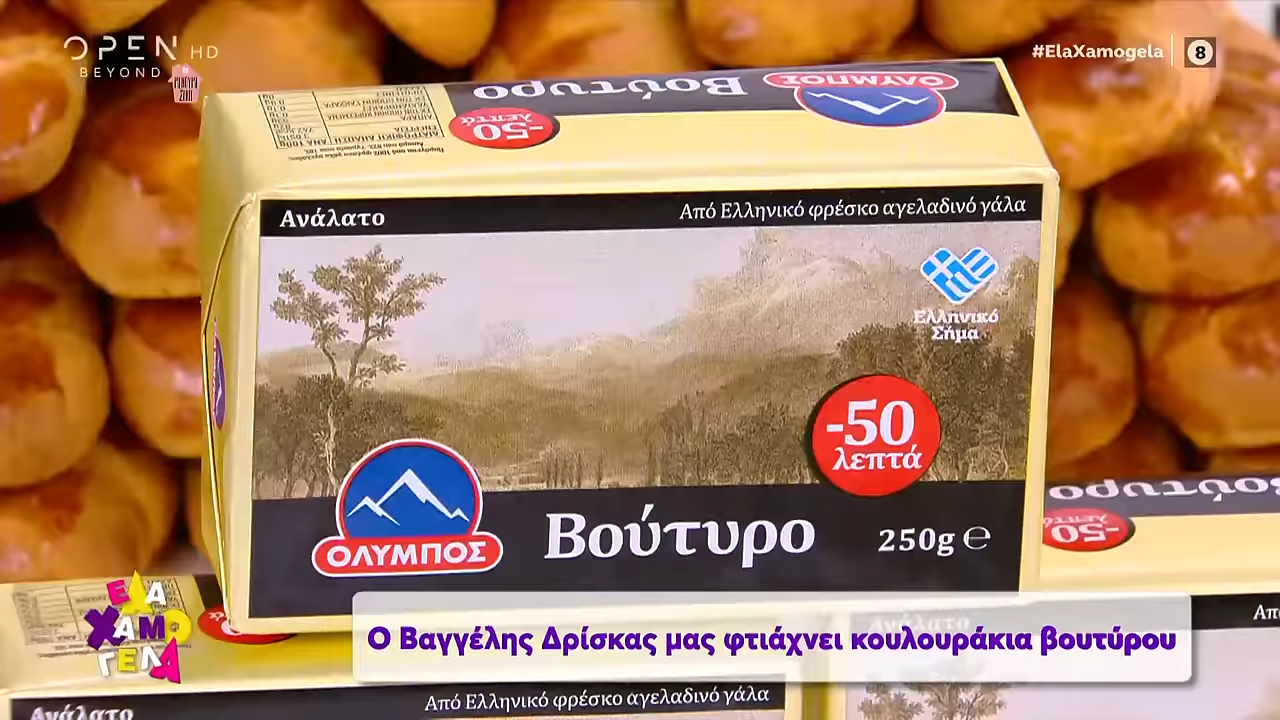 OPEN HD
BEYOND
#ElaXamogela
8
ΟΛΥΜΠΟΣ
Βούτυρο
-50
λεπτά
Ανάλατο
Από Ελληνικό φρέσκο αγελαδινό γάλα
Ελληνικό
Σήμα
-50
λεπτά
ΟΛΥΜΠΟΣ
Βούτυρο
250g ℮
Βούτυρο
-50
λεπτά
ΕΛΑ
ΧΑΜΟ
ΓΕΛΑ
Ο Βαγγέλης Δρίσκας μας φτιάχνει κουλουράκια βουτύρου
Από Ελληνικό φρέσκο αγελαδινό γάλα
Ανάλατο